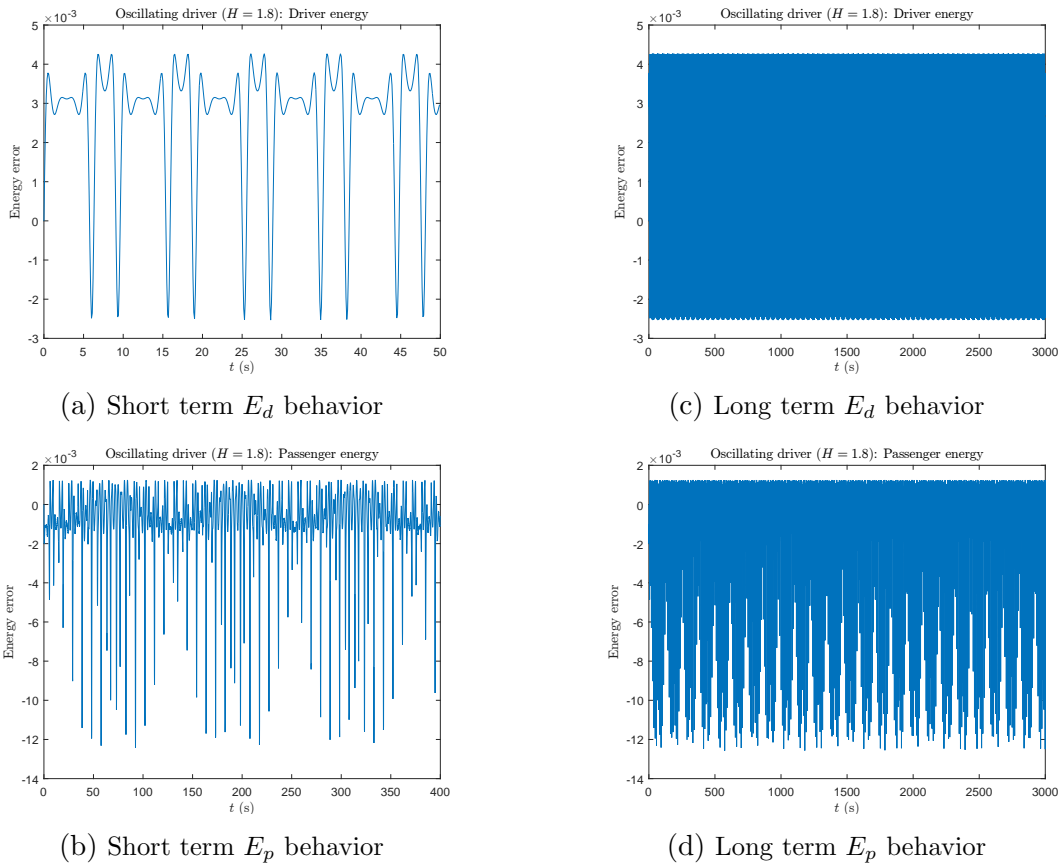 Oscillating driver (H = 1.8): Driver energy
×10⁻³
5
4
3
2
1
0
-1
-2
-3
Energy error
0 5 10 15 20 25 30 35 40 45 50
t (s)
(a) Short term E_d behavior
Oscillating driver (H = 1.8): Driver energy
×10⁻³
5
4
3
2
1
0
-1
-2
-3
Energy error
0 500 1000 1500 2000 2500 3000
t (s)
(c) Long term E_d behavior
Oscillating driver (H = 1.8): Passenger energy
×10⁻³
2
0
-2
-4
-6
-8
-10
-12
-14
Energy error
0 50 100 150 200 250 300 350 400
t (s)
(b) Short term E_p behavior
Oscillating driver (H = 1.8): Passenger energy
×10⁻³
2
0
-2
-4
-6
-8
-10
-12
-14
Energy error
0 500 1000 1500 2000 2500 3000
t (s)
(d) Long term E_p behavior